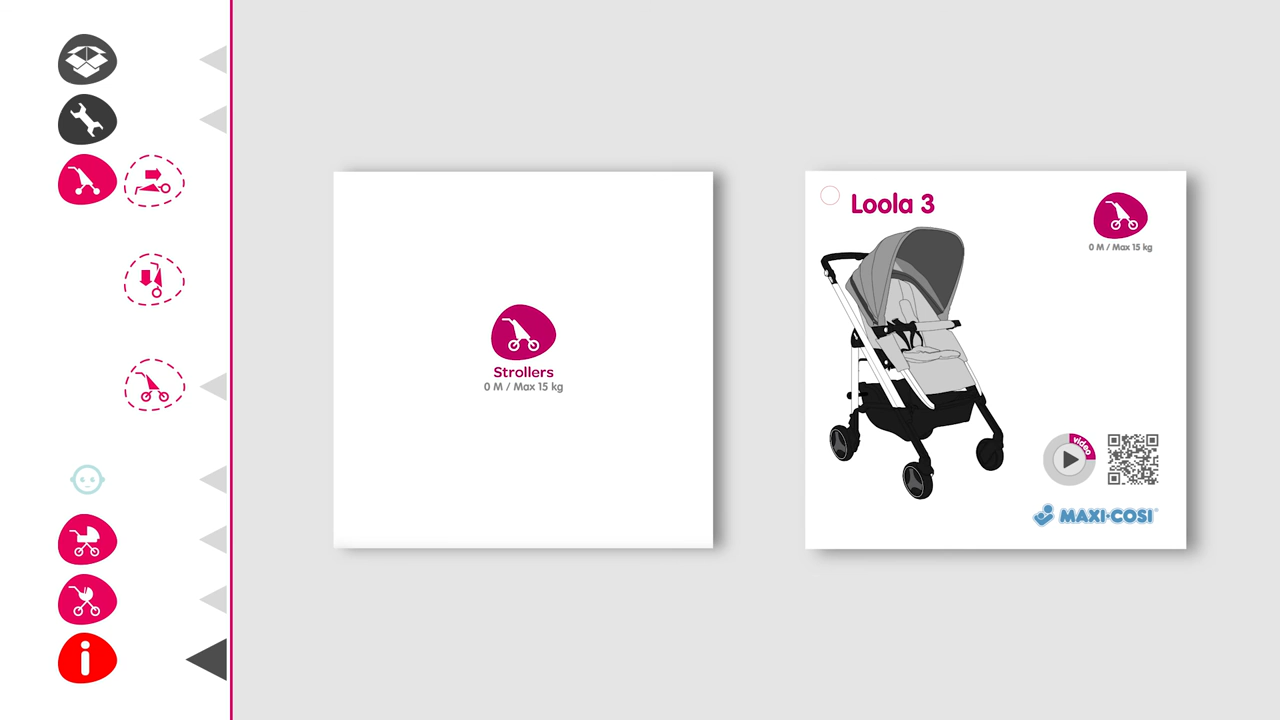 Strollers
0 M / Max 15 kg
Loola 3
0 M / Max 15 kg
video
MAXI-COSI®